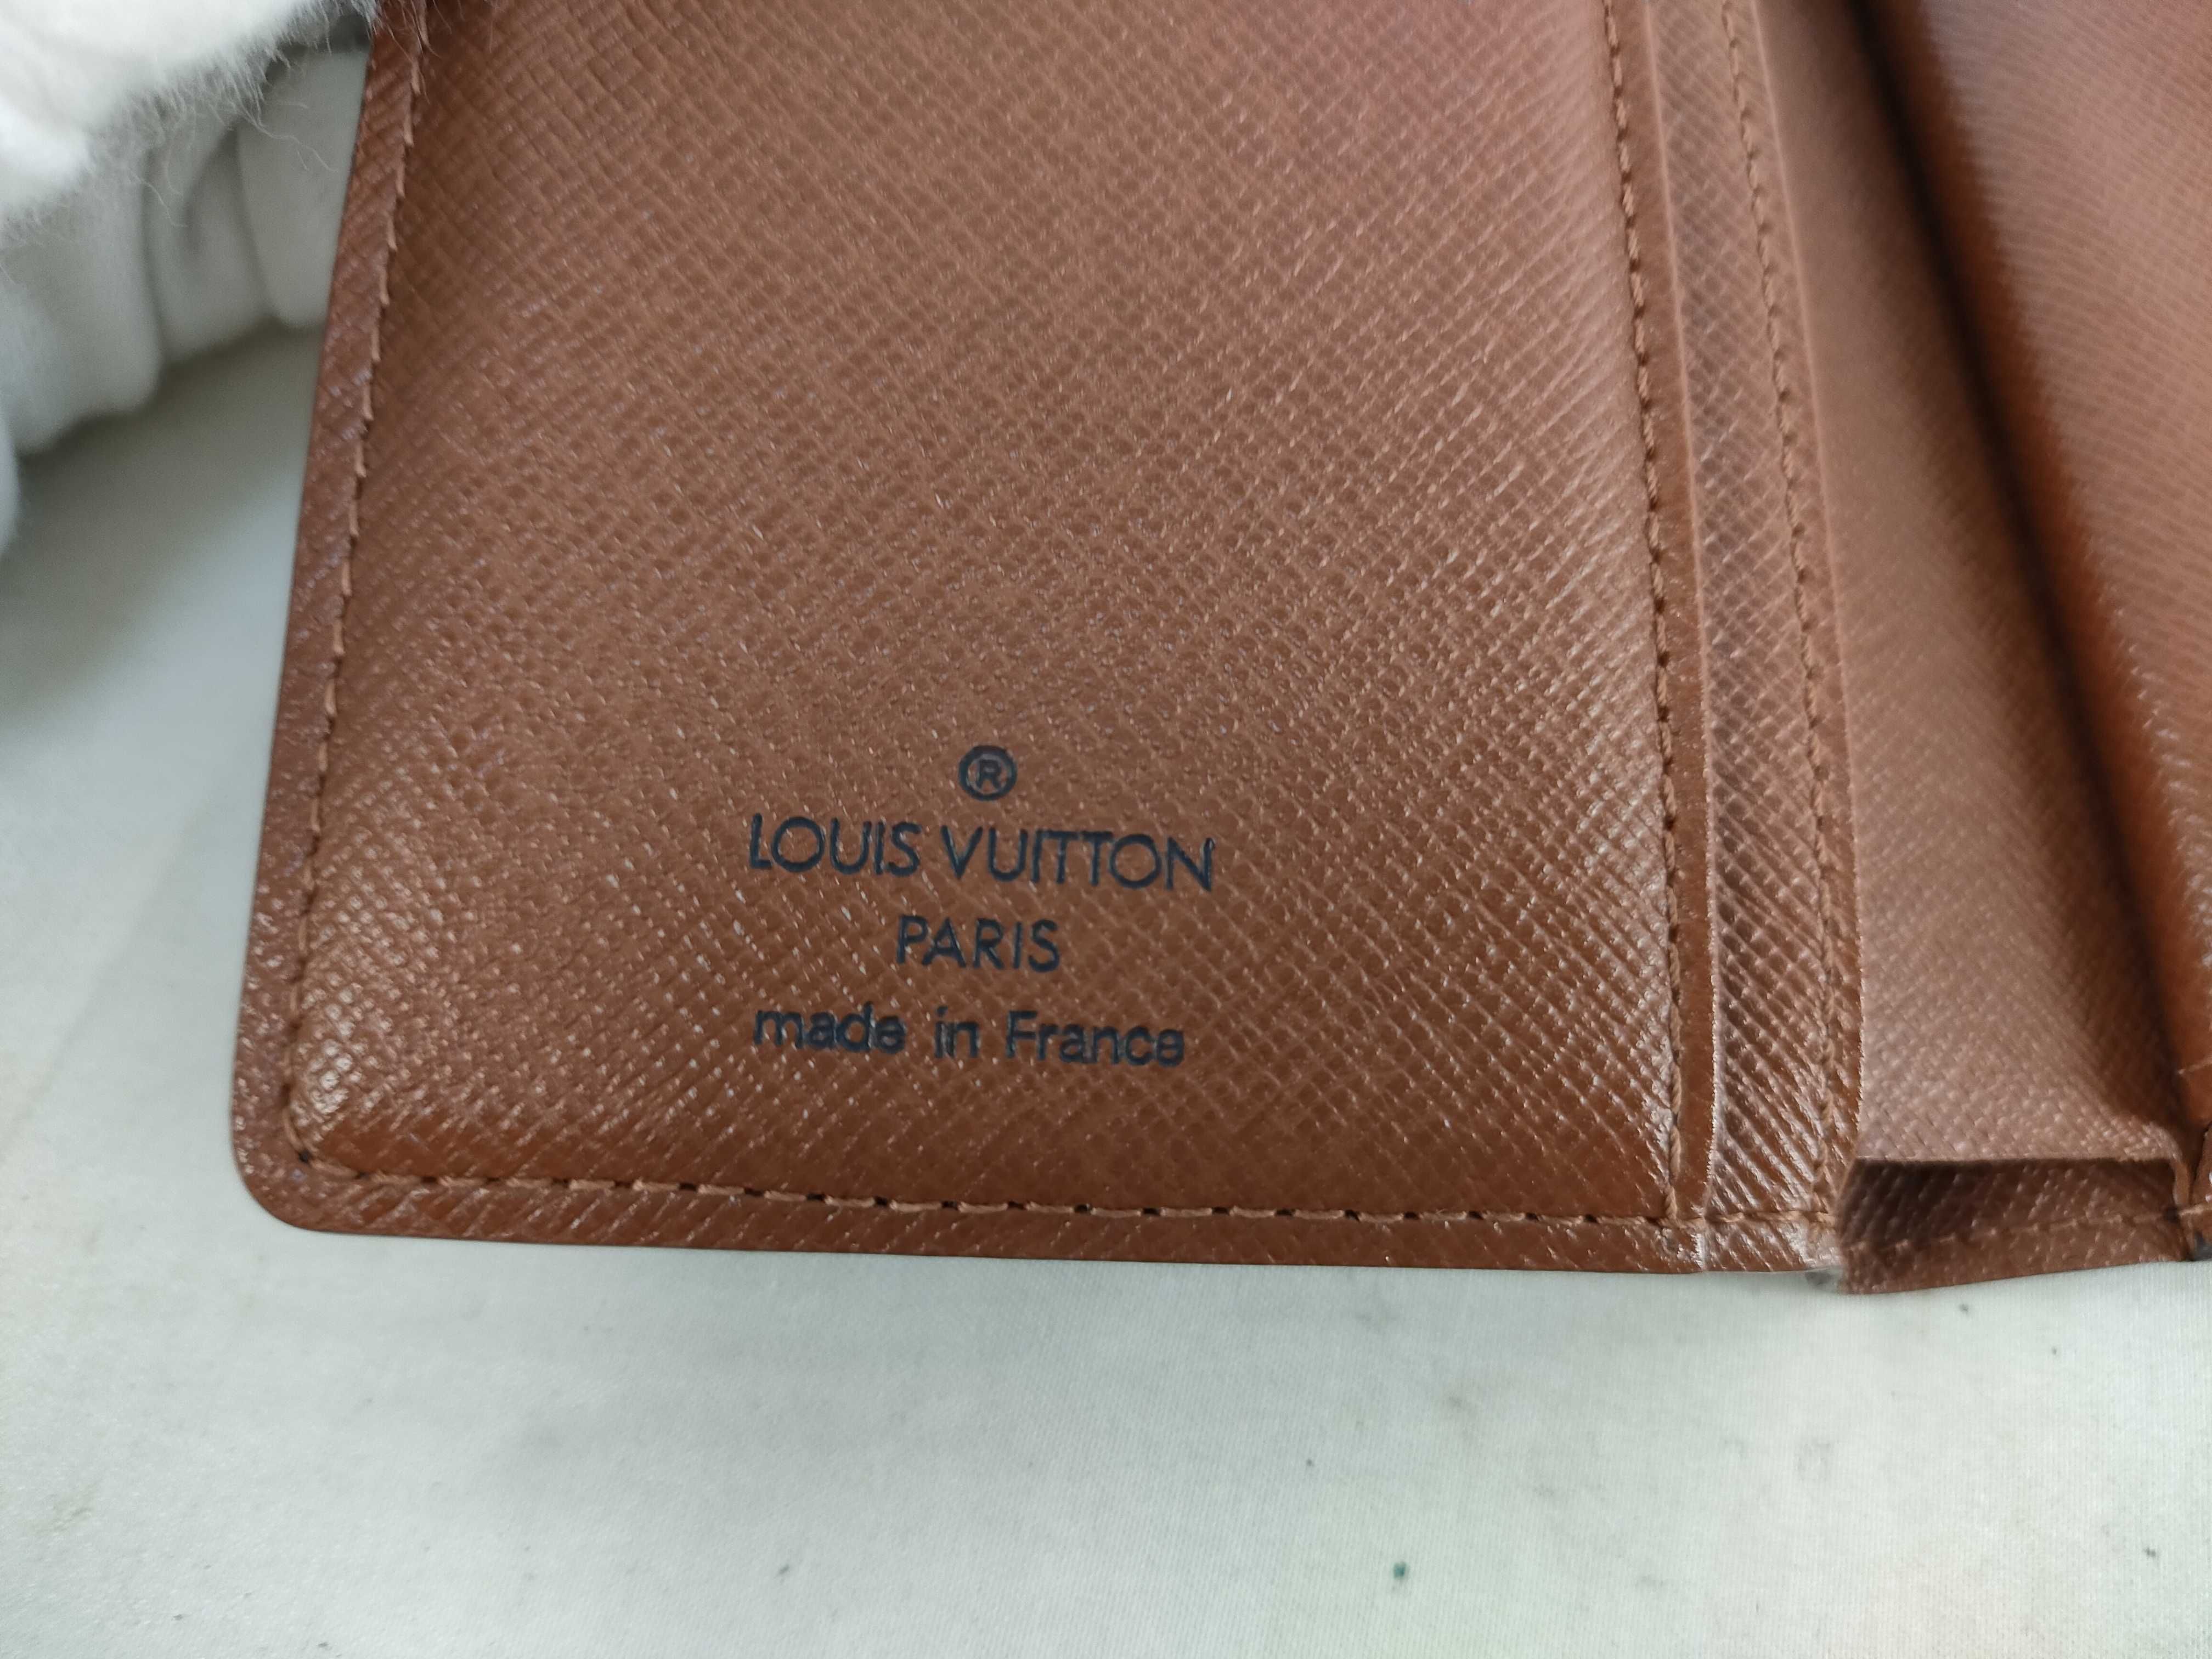 ®
LOUIS VUITTON
PARIS
made in France